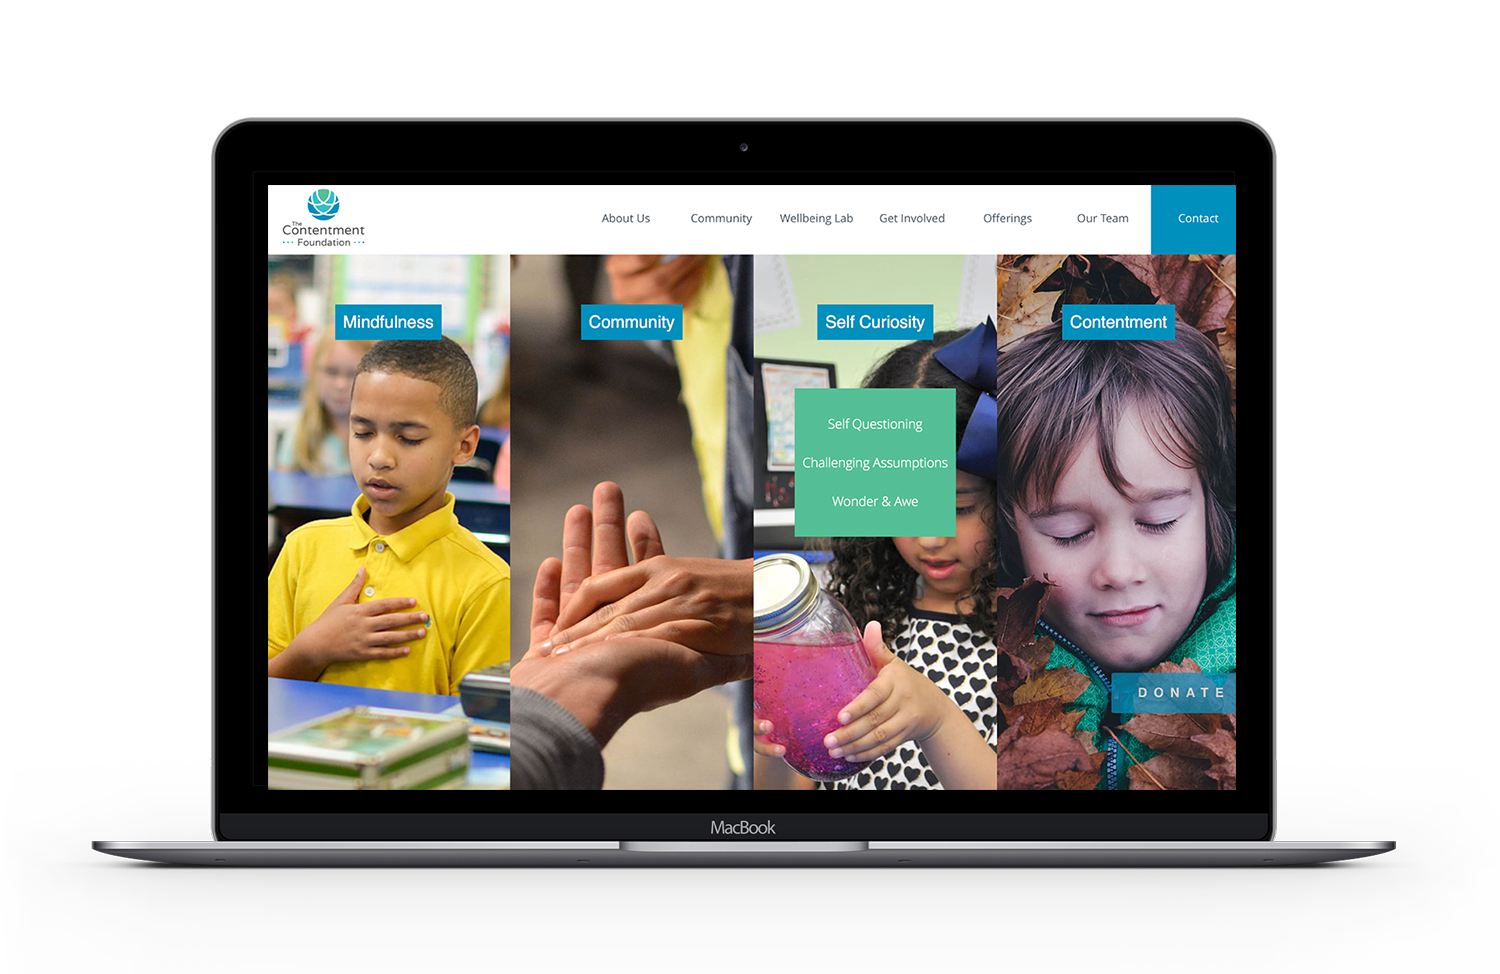 The
Contentment
Foundation
About Us
Community
Wellbeing Lab
Get Involved
Offerings
Our Team
Contact
Mindfulness
Community
Self Curiosity
Contentment
Self Questioning
Challenging Assumptions
Wonder & Awe
DONATE
MacBook